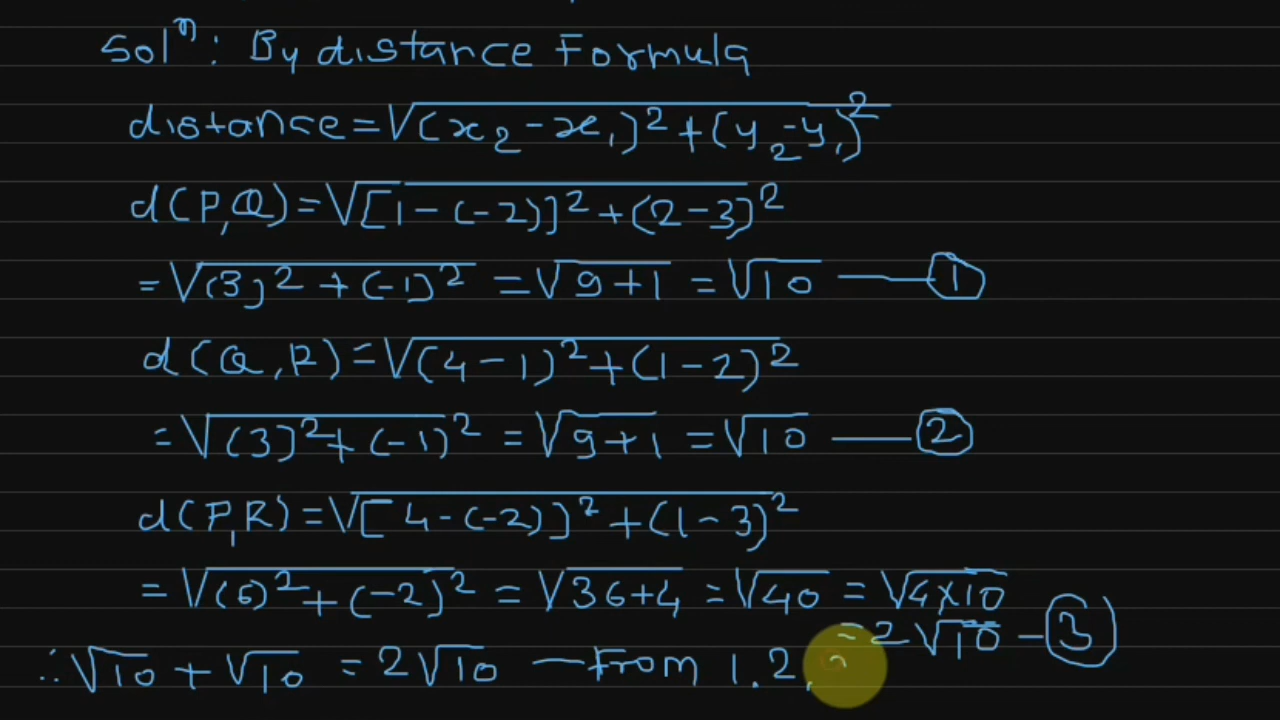 Solⁿ: By distance Formula
distance=√(x₂-x₁)²+(y₂-y₁)²
d(P,Q)=√[1-(-2)]²+(2-3)²
=√(3)²+(-1)² =√9+1 =√10 —①
d(Q,R)=√(4-1)²+(1-2)²
=√(3)²+(-1)² =√9+1 =√10 —②
d(P,R)=√[4-(-2)]²+(1-3)²
=√(6)²+(-2)² =√36+4 =√40 =√4×10
=2√10 -③
∴√10+√10 =2√10 —From 1.2,